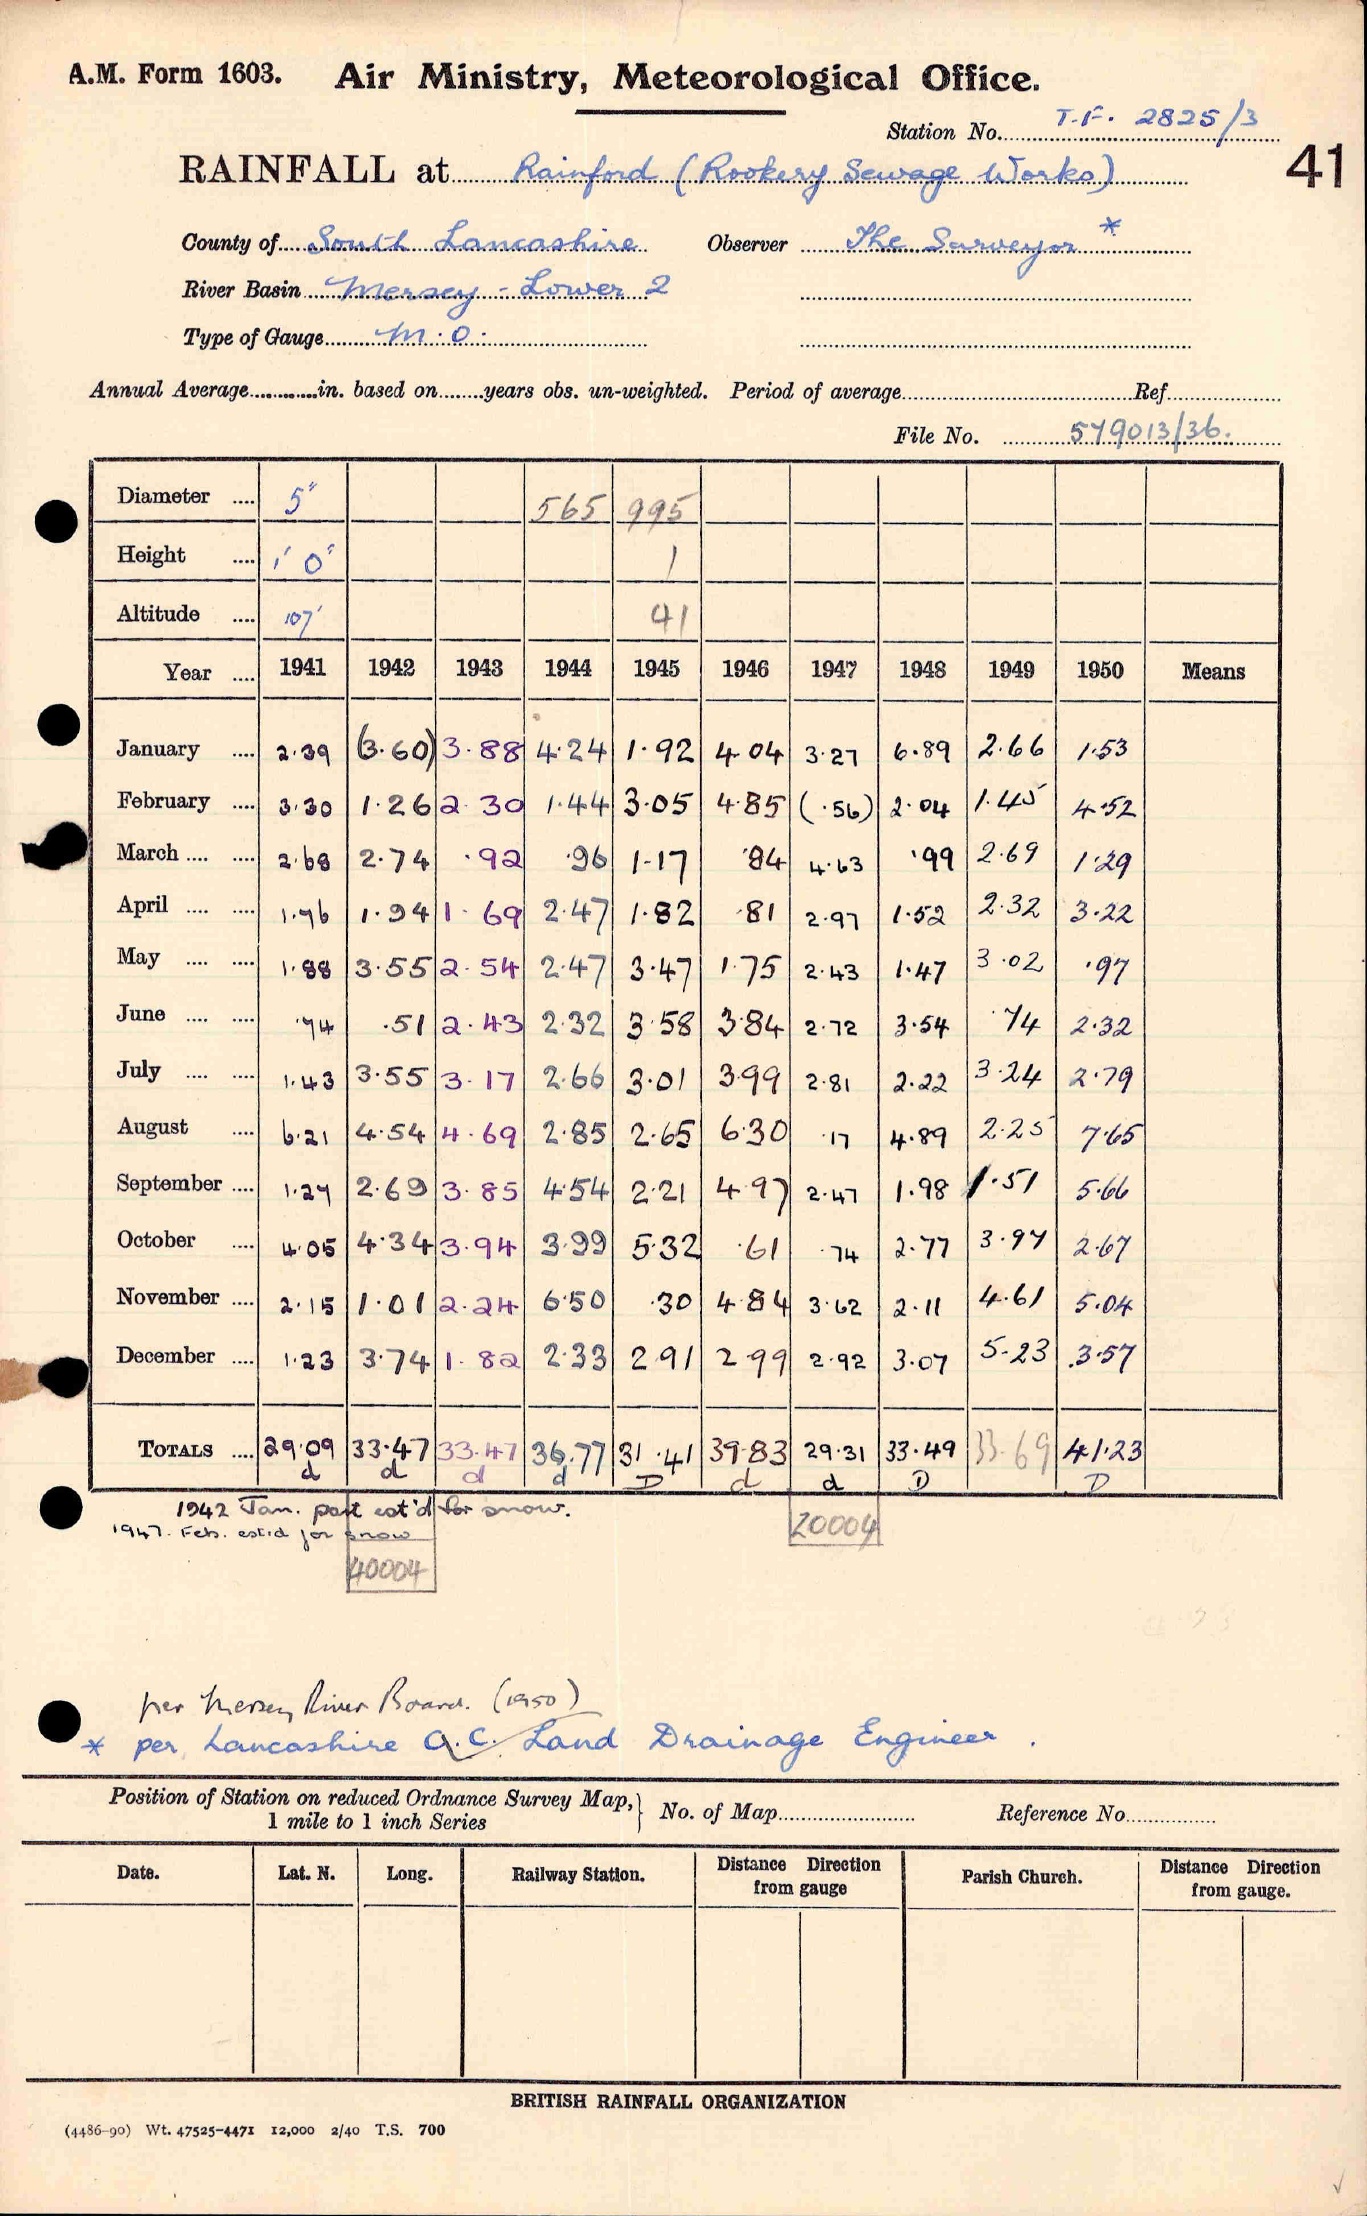 A.M. Form 1603. Air Ministry, Meteorological Office.
Station No. T.F. 2825/3
41
RAINFALL at Rainford (Rookery Sewage Works)
County of South Lancashire Observer The Surveyor *
River Basin Mersey - Lower 2
Type of Gauge M.O.
Annual Average............in. based on........years obs. un-weighted. Period of average........Ref........
File No. 579013/36.
Diameter .... 5" 565 995
Height .... 1' 0" 1
Altitude .... 107' 41
Year .... 1941 1942 1943 1944 1945 1946 1947 1948 1949 1950 Means
January .... 2.39 (3.60) 3.88 4.24 1.92 4.04 3.27 6.89 2.66 1.53
February .... 3.30 1.26 2.30 1.44 3.05 4.85 (.56) 2.04 1.45 4.52
March .... .... 2.68 2.74 .92 .96 1.17 .84 4.63 .99 2.69 1.29
April .... .... 1.76 1.94 1.69 2.47 1.82 .81 2.97 1.52 2.32 3.22
May .... .... 1.88 3.55 2.54 2.47 3.47 1.75 2.43 1.47 3.02 .97
June .... .... .74 .51 2.43 2.32 3.58 3.84 2.72 3.54 .74 2.32
July .... .... 1.43 3.55 3.17 2.66 3.01 3.99 2.81 2.22 3.24 2.79
August .... 6.21 4.54 4.69 2.85 2.65 6.30 .17 4.89 2.25 7.65
September .... 1.27 2.69 3.85 4.54 2.21 4.97 2.47 1.98 1.51 5.66
October .... 4.05 4.34 3.94 3.99 5.32 .61 .74 2.77 3.97 2.67
November .... 2.15 1.01 2.24 6.50 .30 4.84 3.62 2.11 4.61 5.04
December .... 1.23 3.74 1.82 2.33 2.91 2.99 2.92 3.07 5.23 3.57
TOTALS .... 29.09 33.47 33.47 36.77 31.41 39.83 29.31 33.49 33.69 41.23
d d d d D d d D D
1942 Jan. part est'd for snow.
1947. Feb. est'd for snow
20004
40004
per Mersey River Board. (1950)
* per Lancashire C.C. Land Drainage Engineer.
Position of Station on reduced Ordnance Survey Map, } No. of Map........ Reference No........
1 mile to 1 inch Series
Date. Lat. N. Long. Railway Station. Distance Direction from gauge Parish Church. Distance Direction from gauge.
BRITISH RAINFALL ORGANIZATION
(4486-90) Wt. 47525-4471 12,000 2/40 T.S. 700